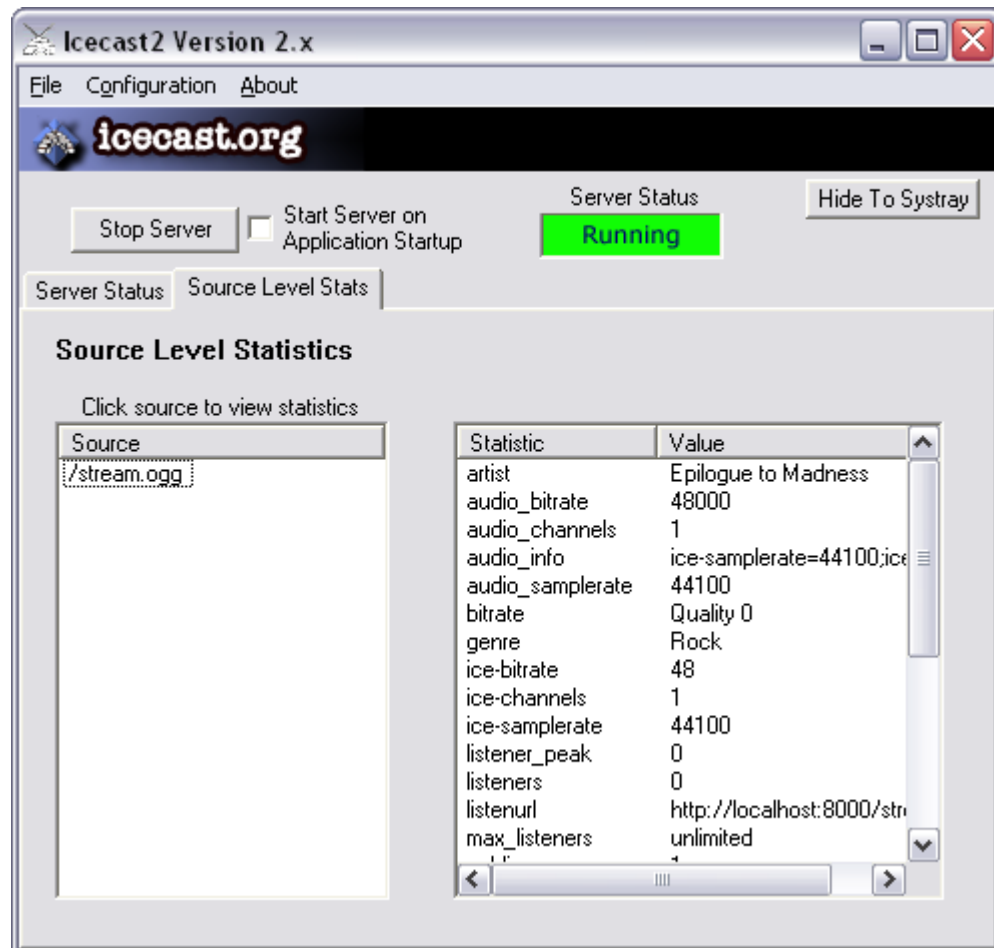 Icecast2 Version 2.x
File Configuration About
icecast.org
Stop Server
Start Server on
Application Startup
Server Status
Running
Hide To Systray
Server Status Source Level Stats
Source Level Statistics
Click source to view statistics
Source
/stream.ogg
Statistic Value
artist Epilogue to Madness
audio_bitrate 48000
audio_channels 1
audio_info ice-samplerate=44100;ice
audio_samplerate 44100
bitrate Quality 0
genre Rock
ice-bitrate 48
ice-channels 1
ice-samplerate 44100
listener_peak 0
listeners 0
listenurl http://localhost:8000/stre
max_listeners unlimited